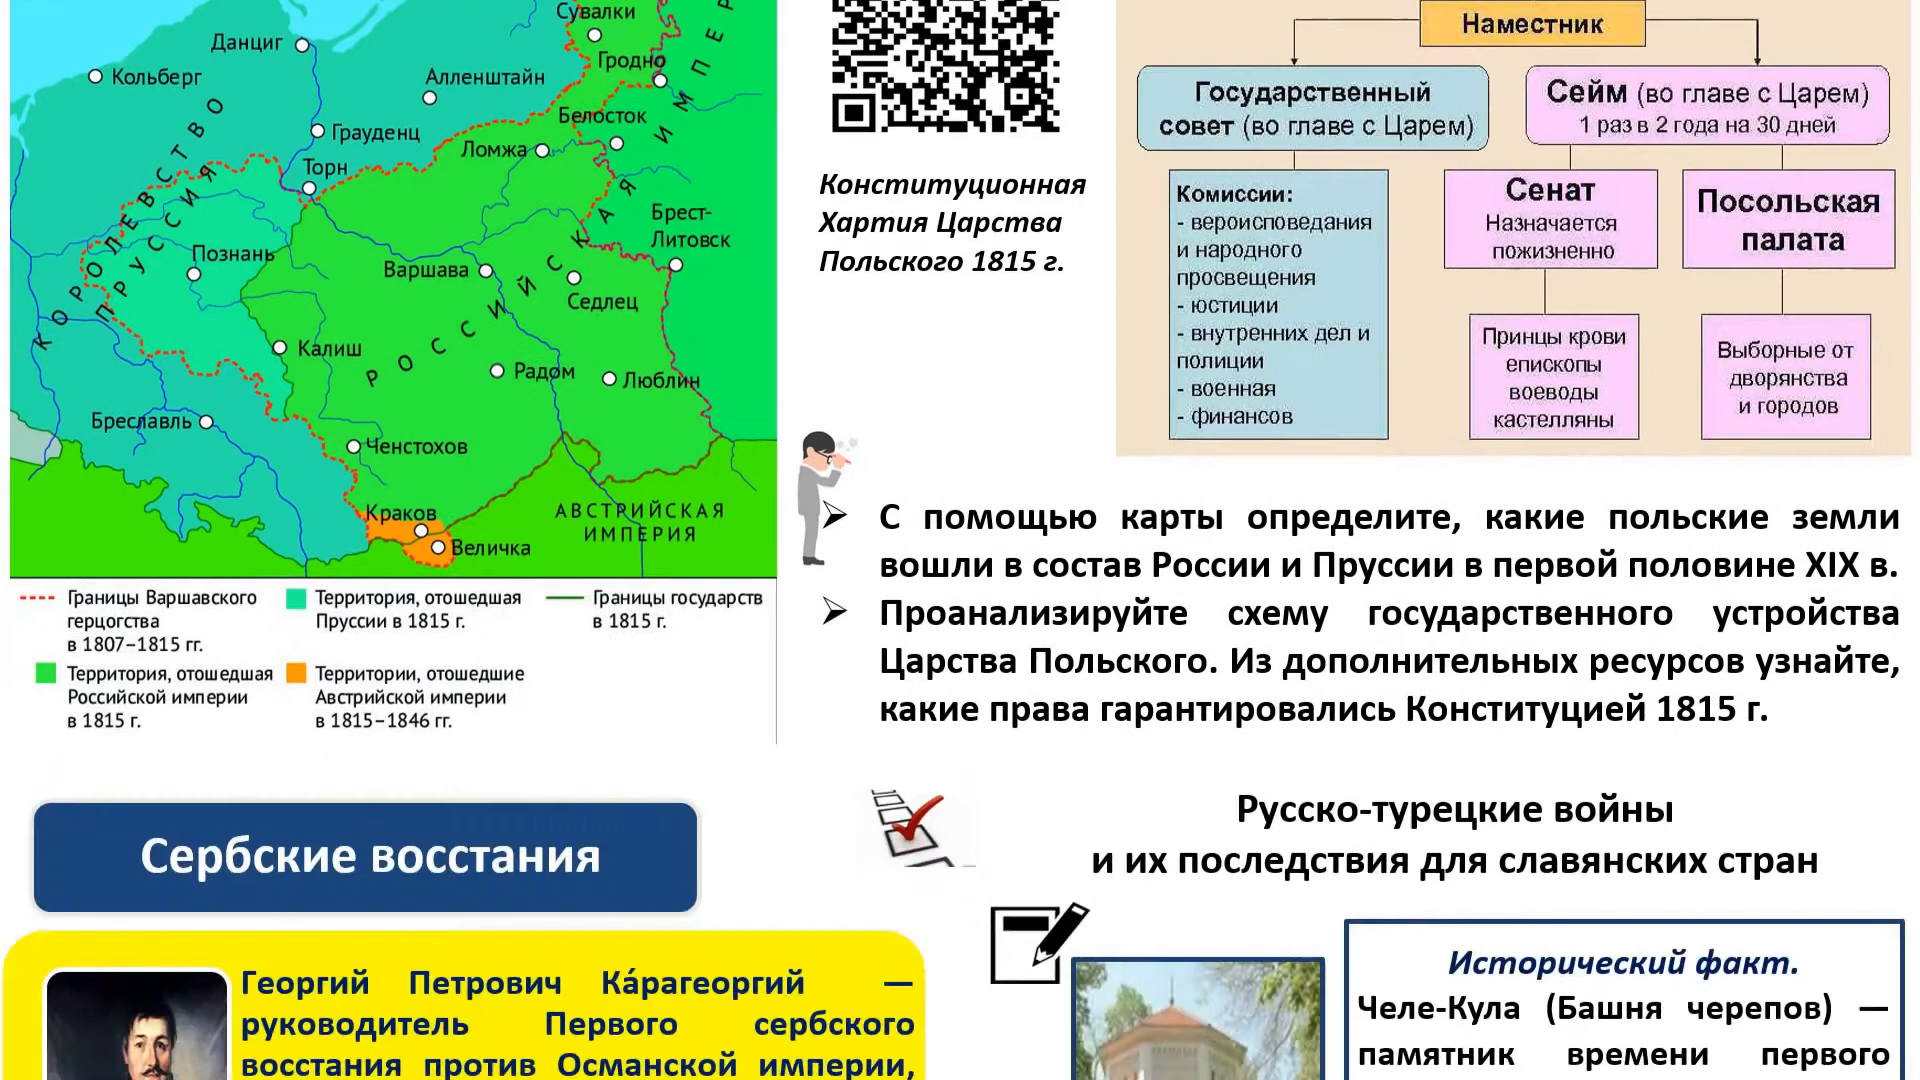 Сувалки
Данциг
Гродно
Кольберг
Алленштайн
Белосток
Грауденц
Ломжа
Торн
КОРОЛЕВСТВО
ПРУССИЯ
Брест-
Литовск
Познань
Варшава
Седлец
РОССИЙСКАЯ ИМПЕР
Калиш
Радом
Люблин
Бреславль
Ченстохов
Краков
АВСТРИЙСКАЯ
ИМПЕРИЯ
Величка
Границы Варшавского
герцогства
в 1807–1815 гг.
Территория, отошедшая
Пруссии в 1815 г.
Границы государств
в 1815 г.
Территория, отошедшая
Российской империи
в 1815 г.
Территории, отошедшие
Австрийской империи
в 1815–1846 гг.
Конституционная
Хартия Царства
Польского 1815 г.
Наместник
Государственный
совет (во главе с Царем)
Сейм (во главе с Царем)
1 раз в 2 года на 30 дней
Комиссии:
- вероисповедания
и народного
просвещения
- юстиции
- внутренних дел и
полиции
- военная
- финансов
Сенат
Назначается
пожизненно
Посольская
палата
Принцы крови
епископы
воеводы
кастелляны
Выборные от
дворянства
и городов
➢ С помощью карты определите, какие польские земли
вошли в состав России и Пруссии в первой половине XIX в.
➢ Проанализируйте схему государственного устройства
Царства Польского. Из дополнительных ресурсов узнайте,
какие права гарантировались Конституцией 1815 г.
Сербские восстания
Русско-турецкие войны
и их последствия для славянских стран
Георгий Петрович Ка́рагеоргий —
руководитель Первого сербского
восстания против Османской империи,
Исторический факт.
Челе-Кула (Башня черепов) —
памятник времени первого